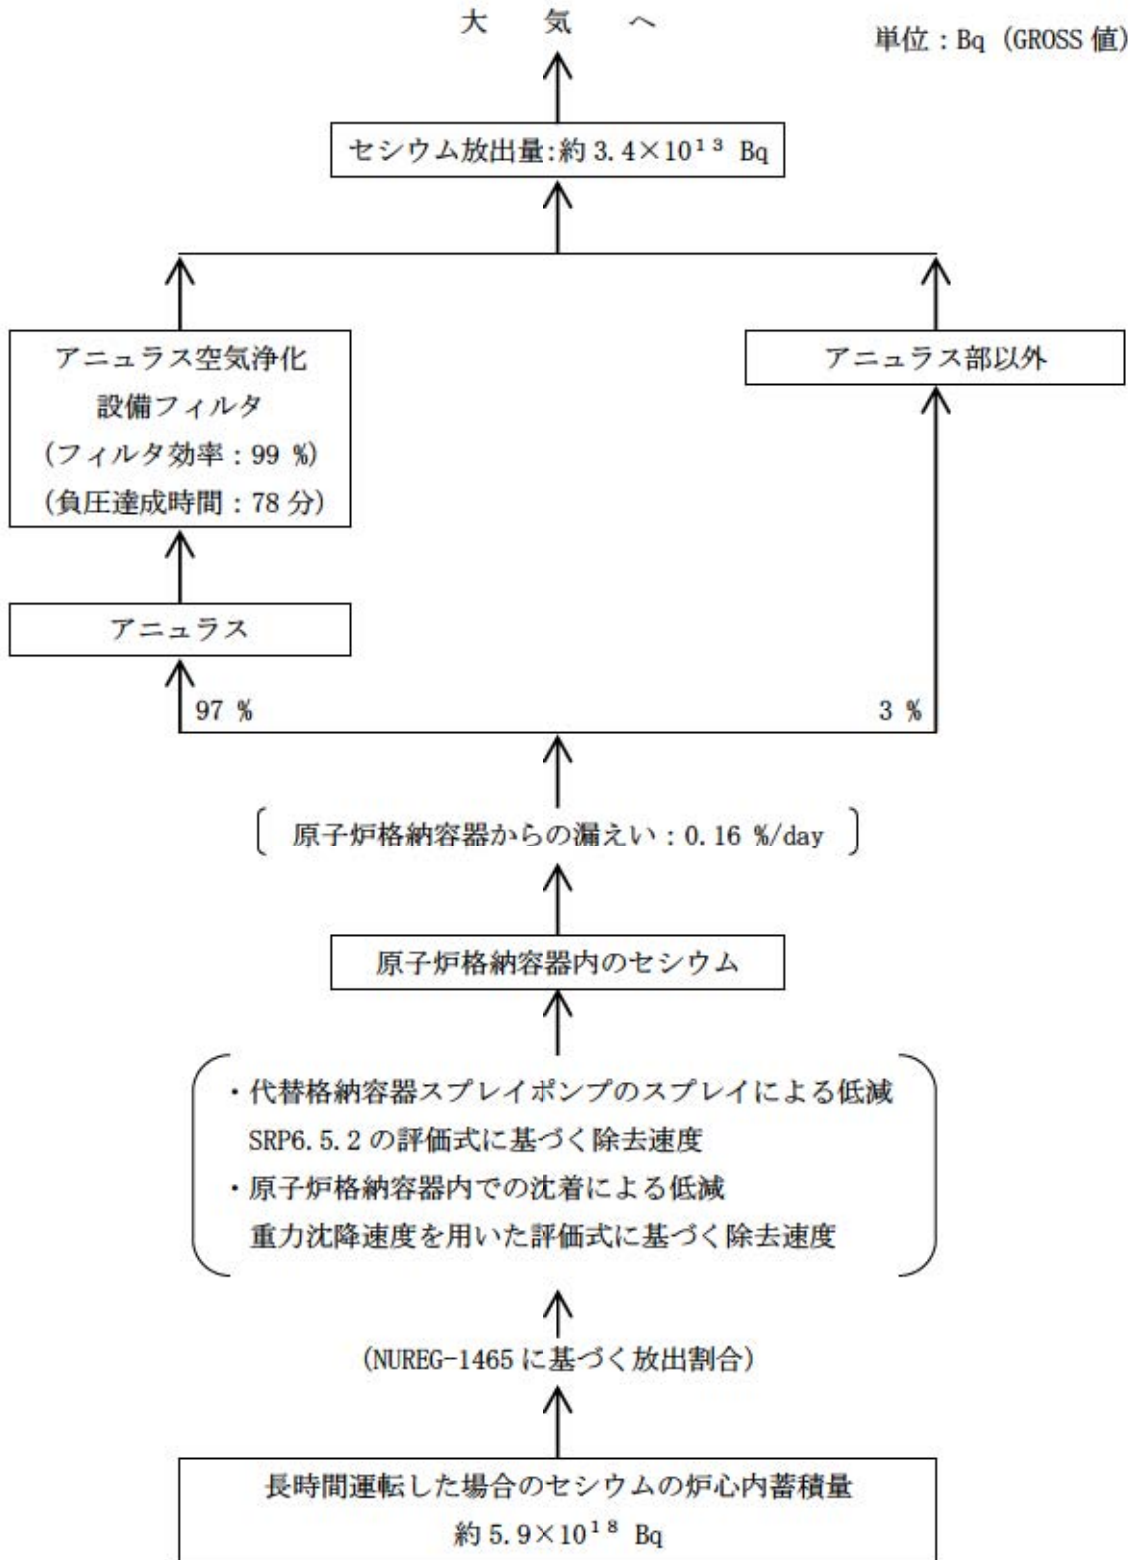 大 気 へ
単位:Bq (GROSS 値)
セシウム放出量:約 3.4×10¹³ Bq
アニュラス空気浄化
設備フィルタ
(フィルタ効率:99 %)
(負圧達成時間:78 分)
アニュラス部以外
アニュラス
97 %
3 %
原子炉格納容器からの漏えい:0.16 %/day
原子炉格納容器内のセシウム
・代替格納容器スプレイポンプのスプレイによる低減
SRP6.5.2 の評価式に基づく除去速度
・原子炉格納容器内での沈着による低減
重力沈降速度を用いた評価式に基づく除去速度
(NUREG-1465 に基づく放出割合)
長時間運転した場合のセシウムの炉心内蓄積量
約 5.9×10¹⁸ Bq